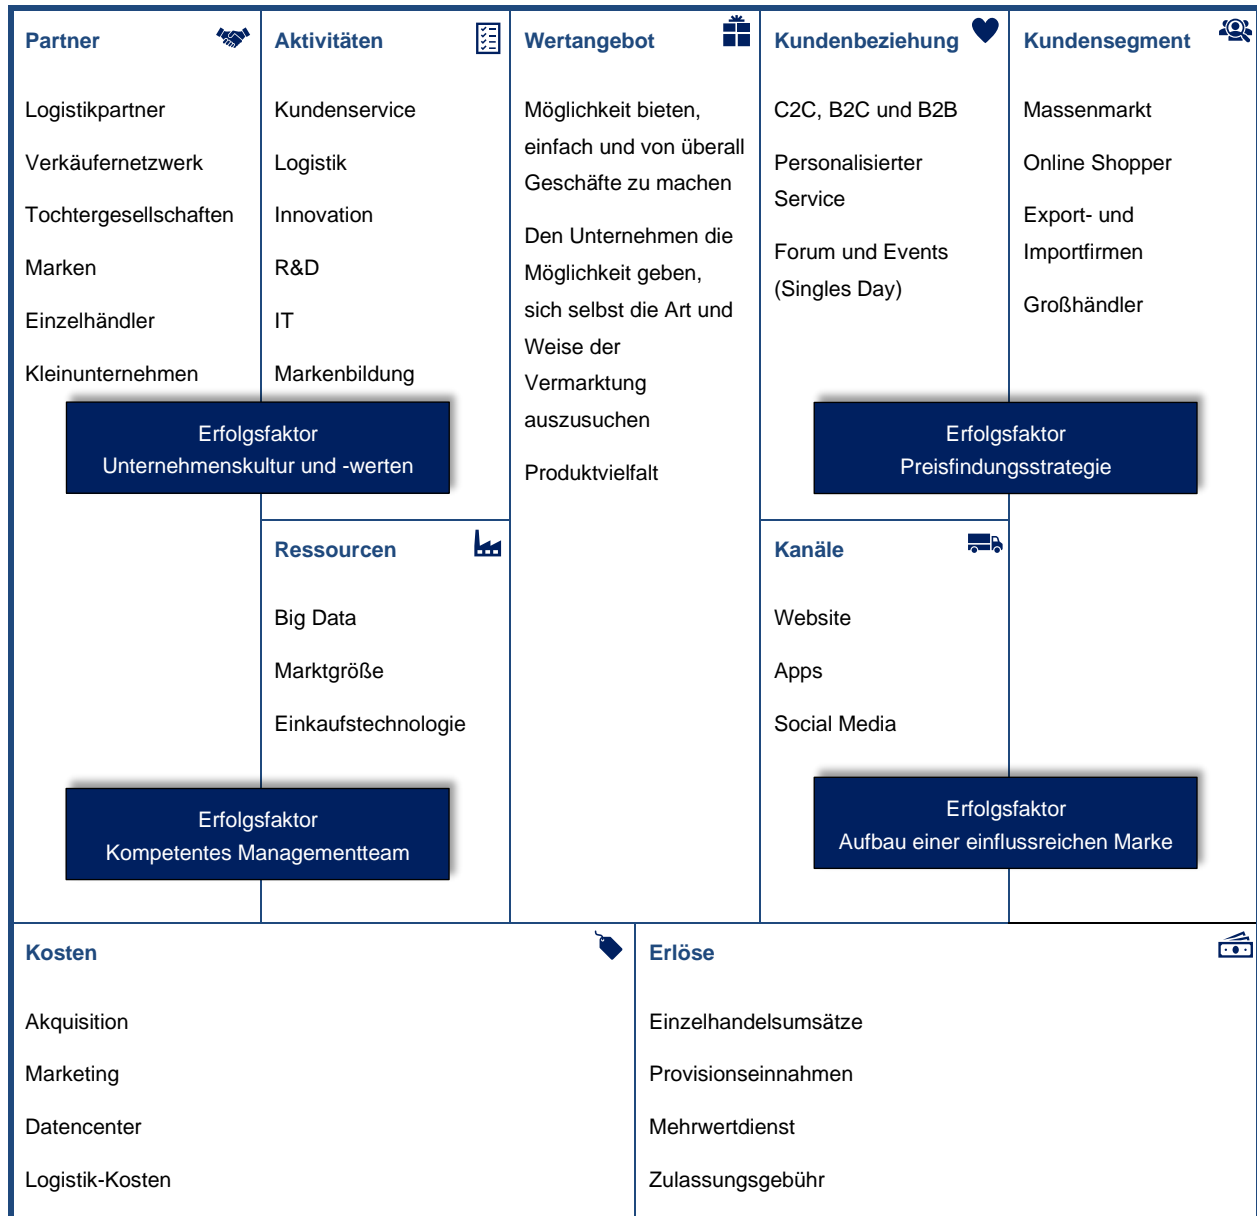 Partner
Logistikpartner
Verkäufernetzwerk
Tochtergesellschaften
Marken
Einzelhändler
Kleinunternehmen
Aktivitäten
Kundenservice
Logistik
Innovation
R&D
IT
Markenbildung
Erfolgsfaktor
Unternehmenskultur und -werten
Ressourcen
Big Data
Marktgröße
Einkaufstechnologie
Erfolgsfaktor
Kompetentes Managementteam
Wertangebot
Möglichkeit bieten,
einfach und von überall
Geschäfte zu machen
Den Unternehmen die
Möglichkeit geben,
sich selbst die Art und
Weise der
Vermarktung
auszusuchen
Produktvielfalt
Kundenbeziehung
C2C, B2C und B2B
Personalisierter
Service
Forum und Events
(Singles Day)
Kundensegment
Massenmarkt
Online Shopper
Export- und
Importfirmen
Großhändler
Erfolgsfaktor
Preisfindungsstrategie
Kanäle
Website
Apps
Social Media
Erfolgsfaktor
Aufbau einer einflussreichen Marke
Kosten
Akquisition
Marketing
Datencenter
Logistik-Kosten
Erlöse
Einzelhandelsumsätze
Provisionseinnahmen
Mehrwertdienst
Zulassungsgebühr